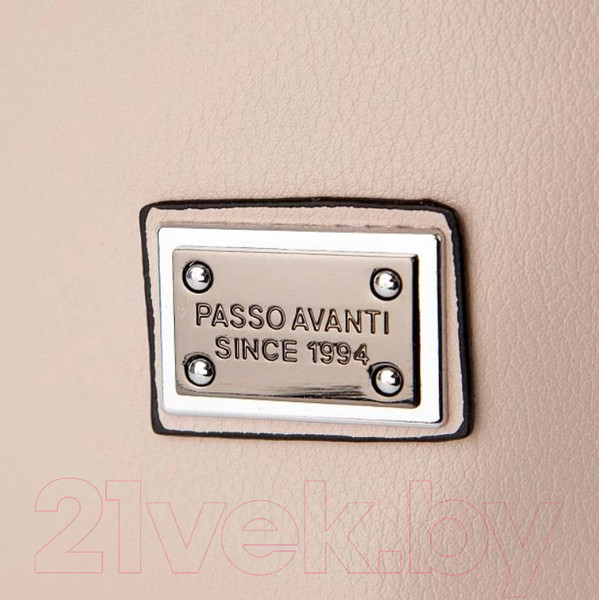 PASSO AVANTI
SINCE 1994
21vek.by